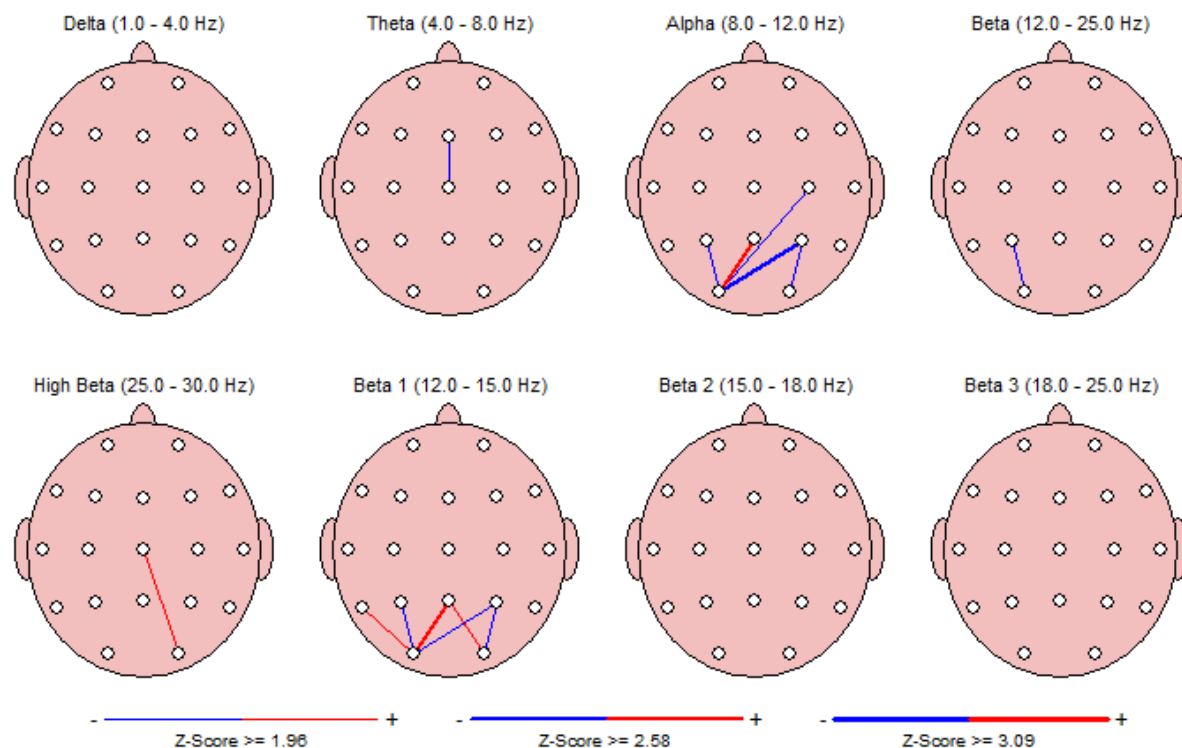 Delta (1.0 - 4.0 Hz) Theta (4.0 - 8.0 Hz) Alpha (8.0 - 12.0 Hz) Beta (12.0 - 25.0 Hz)
High Beta (25.0 - 30.0 Hz) Beta 1 (12.0 - 15.0 Hz) Beta 2 (15.0 - 18.0 Hz) Beta 3 (18.0 - 25.0 Hz)
- + - + - +
Z-Score >= 1.96 Z-Score >= 2.58 Z-Score >= 3.09